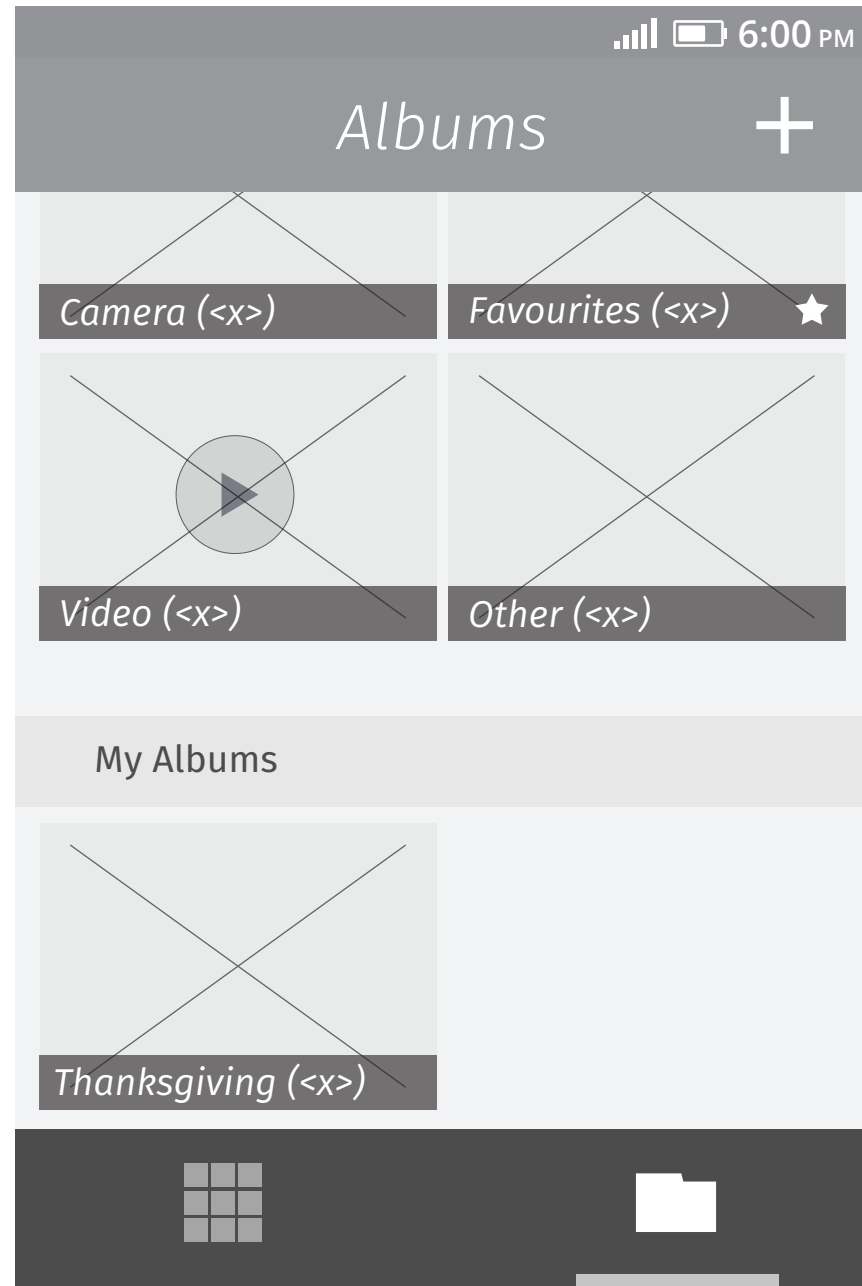 6:00 PM
Albums
Camera (<x>)
Favourites (<x>)
Video (<x>)
Other (<x>)
My Albums
Thanksgiving (<x>)